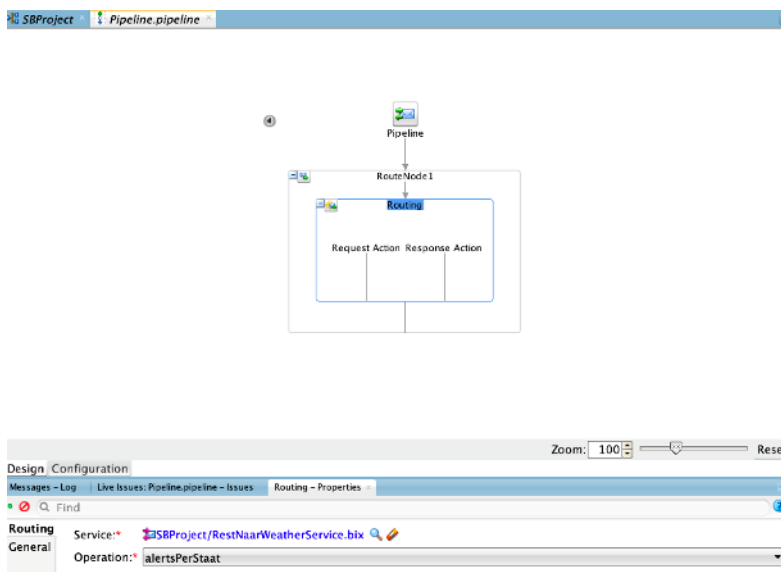 SBProject Pipeline.pipeline
Pipeline
RouteNode1
Routing
Request Action Response Action
Zoom: 100
Design Configuration
Messages - Log Live Issues: Pipeline.pipeline - Issues Routing - Properties
Find
Routing Service:* SBProject/RestNaarWeatherService.bix
General
Operation:* alertsPerStaat